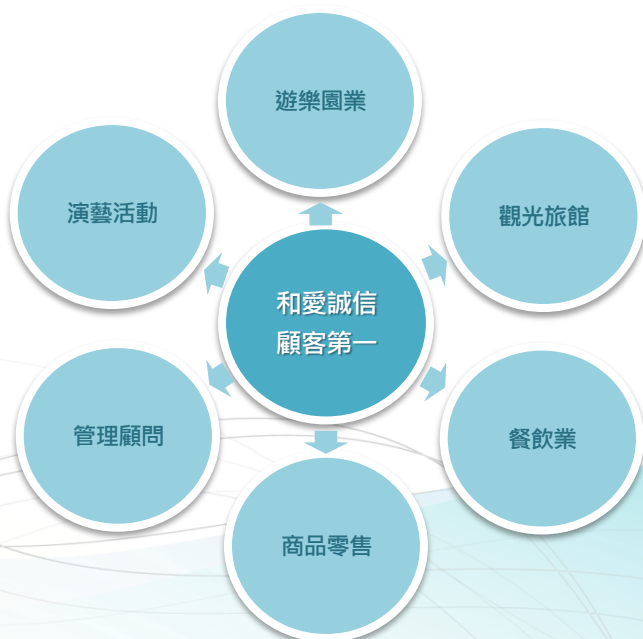 遊樂園業
演藝活動
觀光旅館
和愛誠信
顧客第一
管理顧問
餐飲業
商品零售